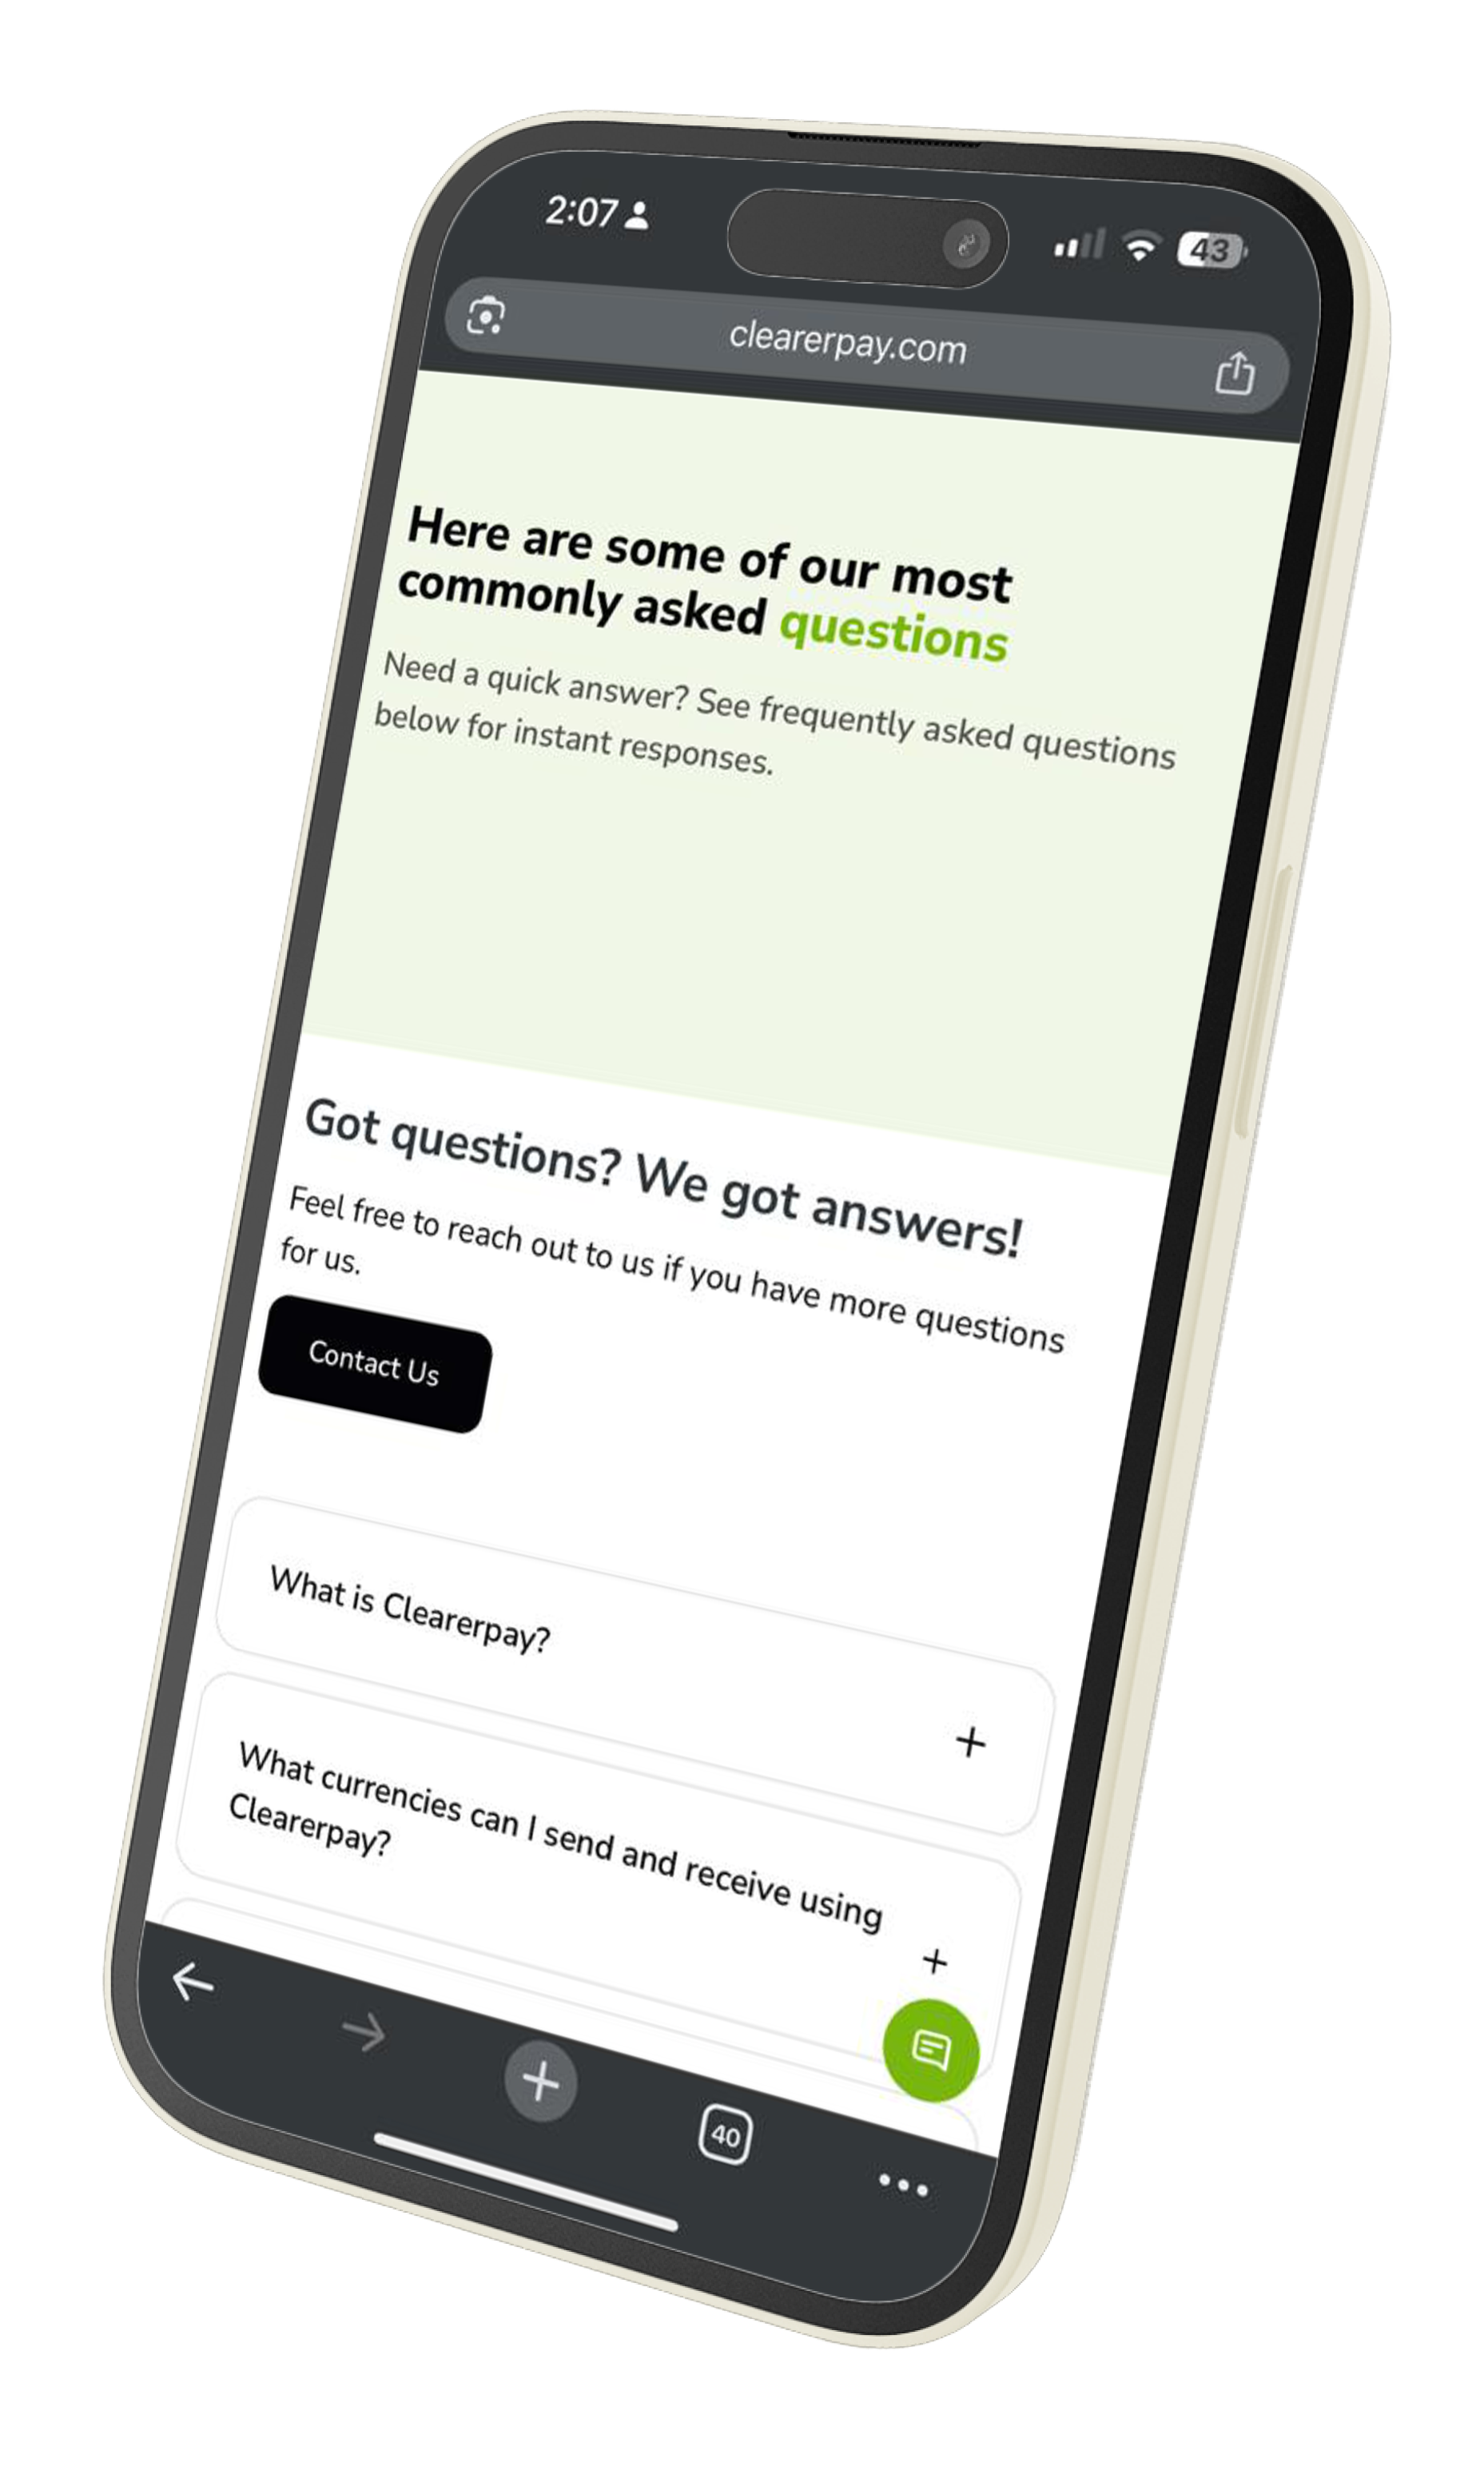 2:07
43
clearerpay.com
Here are some of our most
commonly asked questions
Need a quick answer? See frequently asked questions
below for instant responses.
Got questions? We got answers!
Feel free to reach out to us if you have more questions
for us.
Contact Us
What is Clearerpay?
What currencies can I send and receive using
Clearerpay?
40